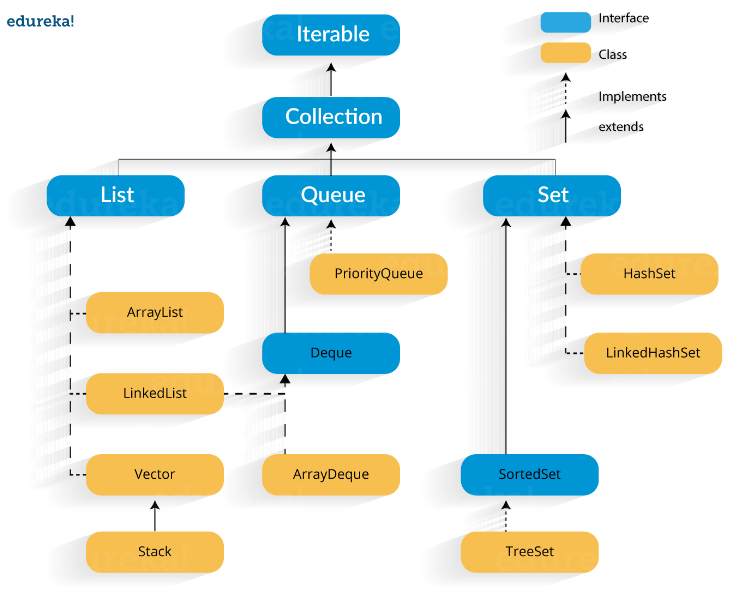 edureka!
Iterable
Interface
Class
Collection
Implements
extends
List
Queue
Set
PriorityQueue
HashSet
ArrayList
Deque
LinkedHashSet
LinkedList
Vector
ArrayDeque
SortedSet
Stack
TreeSet